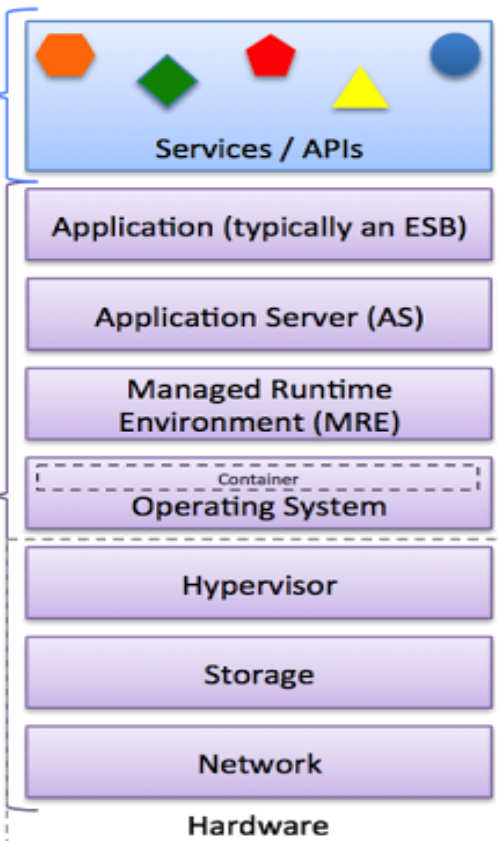 Services / APIs
Application (typically an ESB)
Application Server (AS)
Managed Runtime
Environment (MRE)
Container
Operating System
Hypervisor
Storage
Network
Hardware